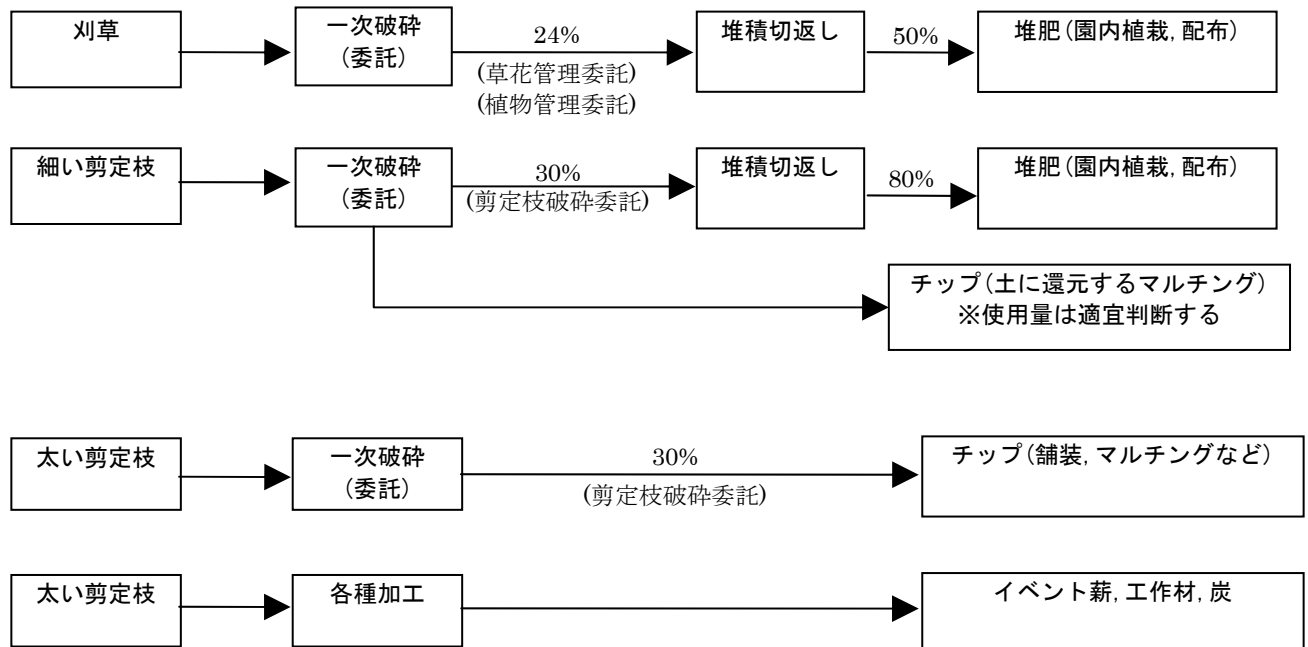 刈草
一次破砕
(委託)
24%
(草花管理委託)
(植物管理委託)
堆積切返し
50%
堆肥(園内植栽,配布)
細い剪定枝
一次破砕
(委託)
30%
(剪定枝破砕委託)
堆積切返し
80%
堆肥(園内植栽,配布)
チップ(土に還元するマルチング)
※使用量は適宜判断する
太い剪定枝
一次破砕
(委託)
30%
(剪定枝破砕委託)
チップ(舗装,マルチングなど)
太い剪定枝
各種加工
イベント薪,工作材,炭